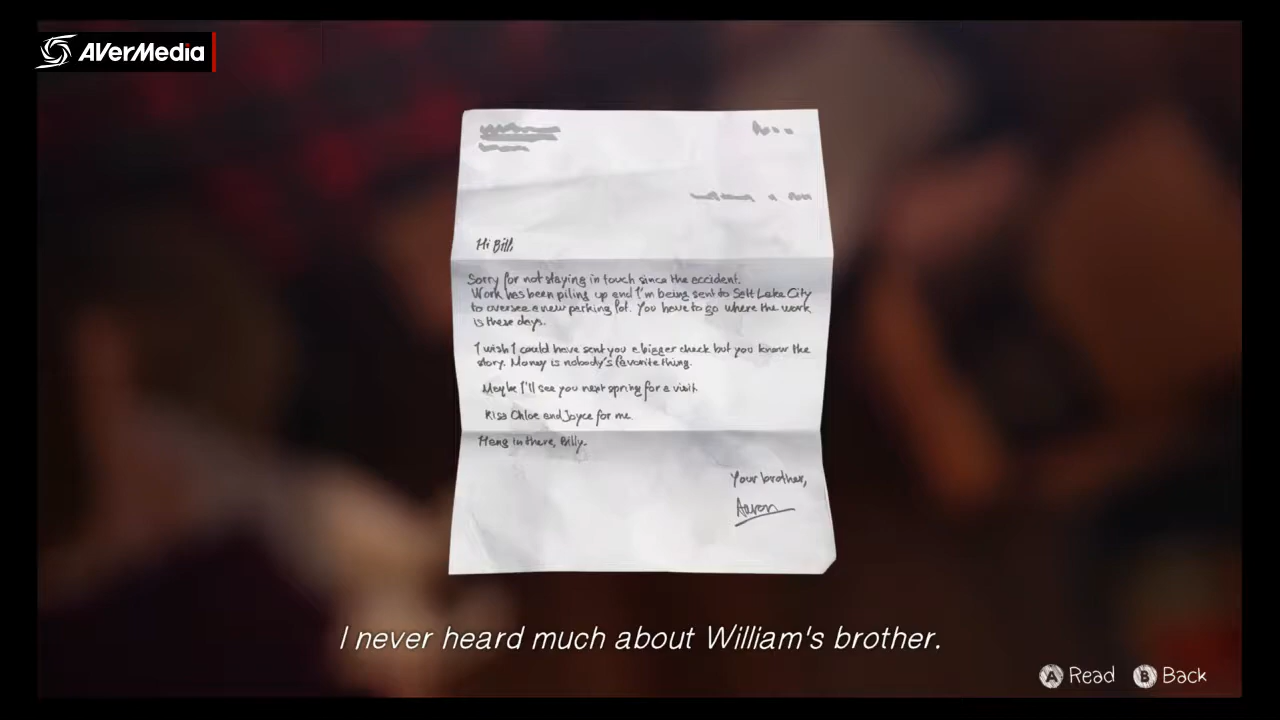 AVerMedia
Hi Bill,
Sorry for not staying in touch since the accident.
Work has been piling up and I'm being sent to Salt Lake City
to oversee a new parking lot. You have to go where the work
is these days.
I wish I could have sent you a bigger check but you know the
story. Money is nobody's favorite thing.
Maybe I'll see you next spring for a visit.
Kiss Chloe and Joyce for me.
Hang in there, Billy.
Your brother,
Aaron
I never heard much about William's brother.
A Read B Back